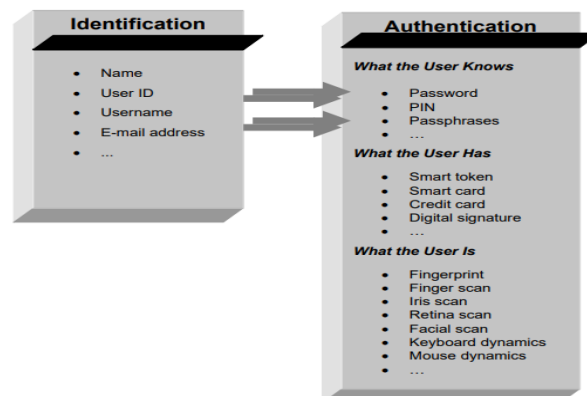 Identification
• Name
• User ID
• Username
• E-mail address
• ...
Authentication
What the User Knows
• Password
• PIN
• Passphrases
• ...
What the User Has
• Smart token
• Smart card
• Credit card
• Digital signature
• ...
What the User Is
• Fingerprint
• Finger scan
• Iris scan
• Retina scan
• Facial scan
• Keyboard dynamics
• Mouse dynamics
• ...